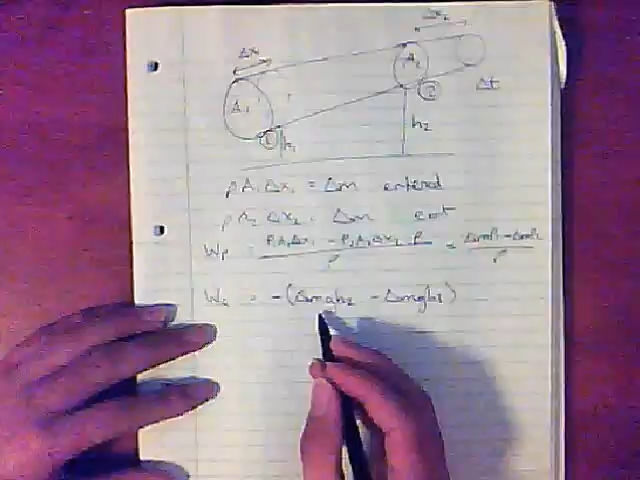 Δx₂
Δx₁
A₁
A₂
②
Δt
①
h₁
h₂
ρA₁Δx₁ = Δm entered
ρA₂Δx₂ = Δm out
Wp = (P₁A₁Δx₁ - P₂A₂Δx₂ ρ)/ρ = (ΔmP₁ - ΔmP₂)/ρ
Wg = -(Δmgh₂ - Δmgh₁)